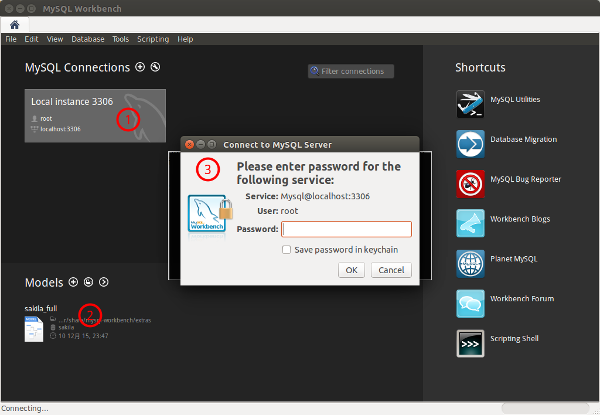 MySQL Workbench
File Edit View Database Tools Scripting Help
MySQL Connections
Filter connections
Local instance 3306
root
localhost:3306
1
Models
sakila_full
...r/share/mysql-workbench/extras
sakila
10 12月 15, 23:47
2
Connect to MySQL Server
3
Please enter password for the
following service:
Service: Mysql@localhost:3306
User: root
Password:
Save password in keychain
OK Cancel
MySQL
Workbench
Shortcuts
MySQL Utilities
Database Migration
MySQL Bug Reporter
Workbench Blogs
Planet MySQL
Workbench Forum
>>>
Scripting Shell
Connecting...